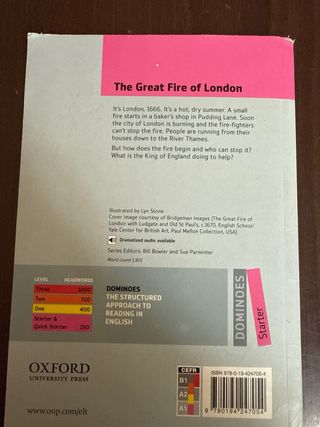 The Great Fire of London
It's London, 1666. It's a hot, dry summer. A small
fire starts in a baker's shop in Pudding Lane. Soon
the city of London is burning and the fire-fighters
can't stop the fire. People are running from their
houses down to the River Thames.
But how does the fire begin and who can stop it?
What is the King of England doing to help?
Illustrated by Lyn Stone
Cover image courtesy of Bridgeman Images (The Great Fire of
London with Ludgate and Old St Paul's, c.1670, English School/
Yale Center for British Art, Paul Mellon Collection, USA)
Dramatized audio available
Series Editors: Bill Bowler and Sue Parminter
Word count 1,901
LEVEL HEADWORDS
Three 1000
Two 700
One 400
Starter &
Quick Starter 250
DOMINOES
THE STRUCTURED
APPROACH TO
READING IN
ENGLISH
DOMINOES
Starter
OXFORD
UNIVERSITY PRESS
www.oup.com/elt
CEFR
B1
A2
A1
ISBN 978-0-19-424705-4
9 780194 247054